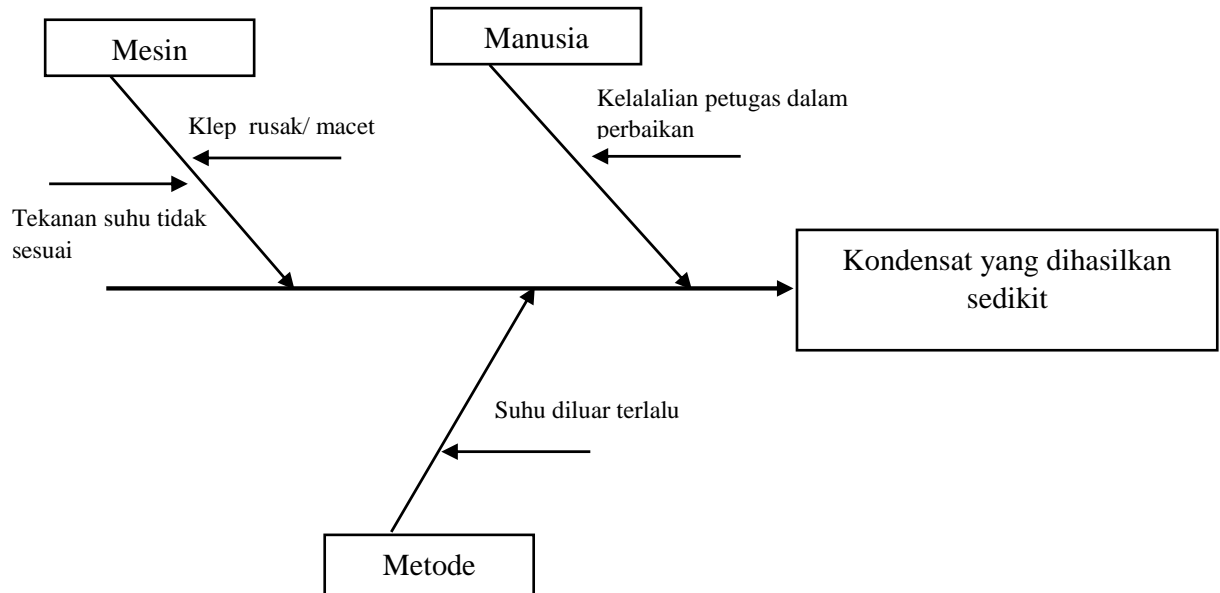 Mesin
Manusia
Klep rusak/ macet
Kelalalian petugas dalam
perbaikan
Tekanan suhu tidak
sesuai
Kondensat yang dihasilkan
sedikit
Suhu diluar terlalu
Metode